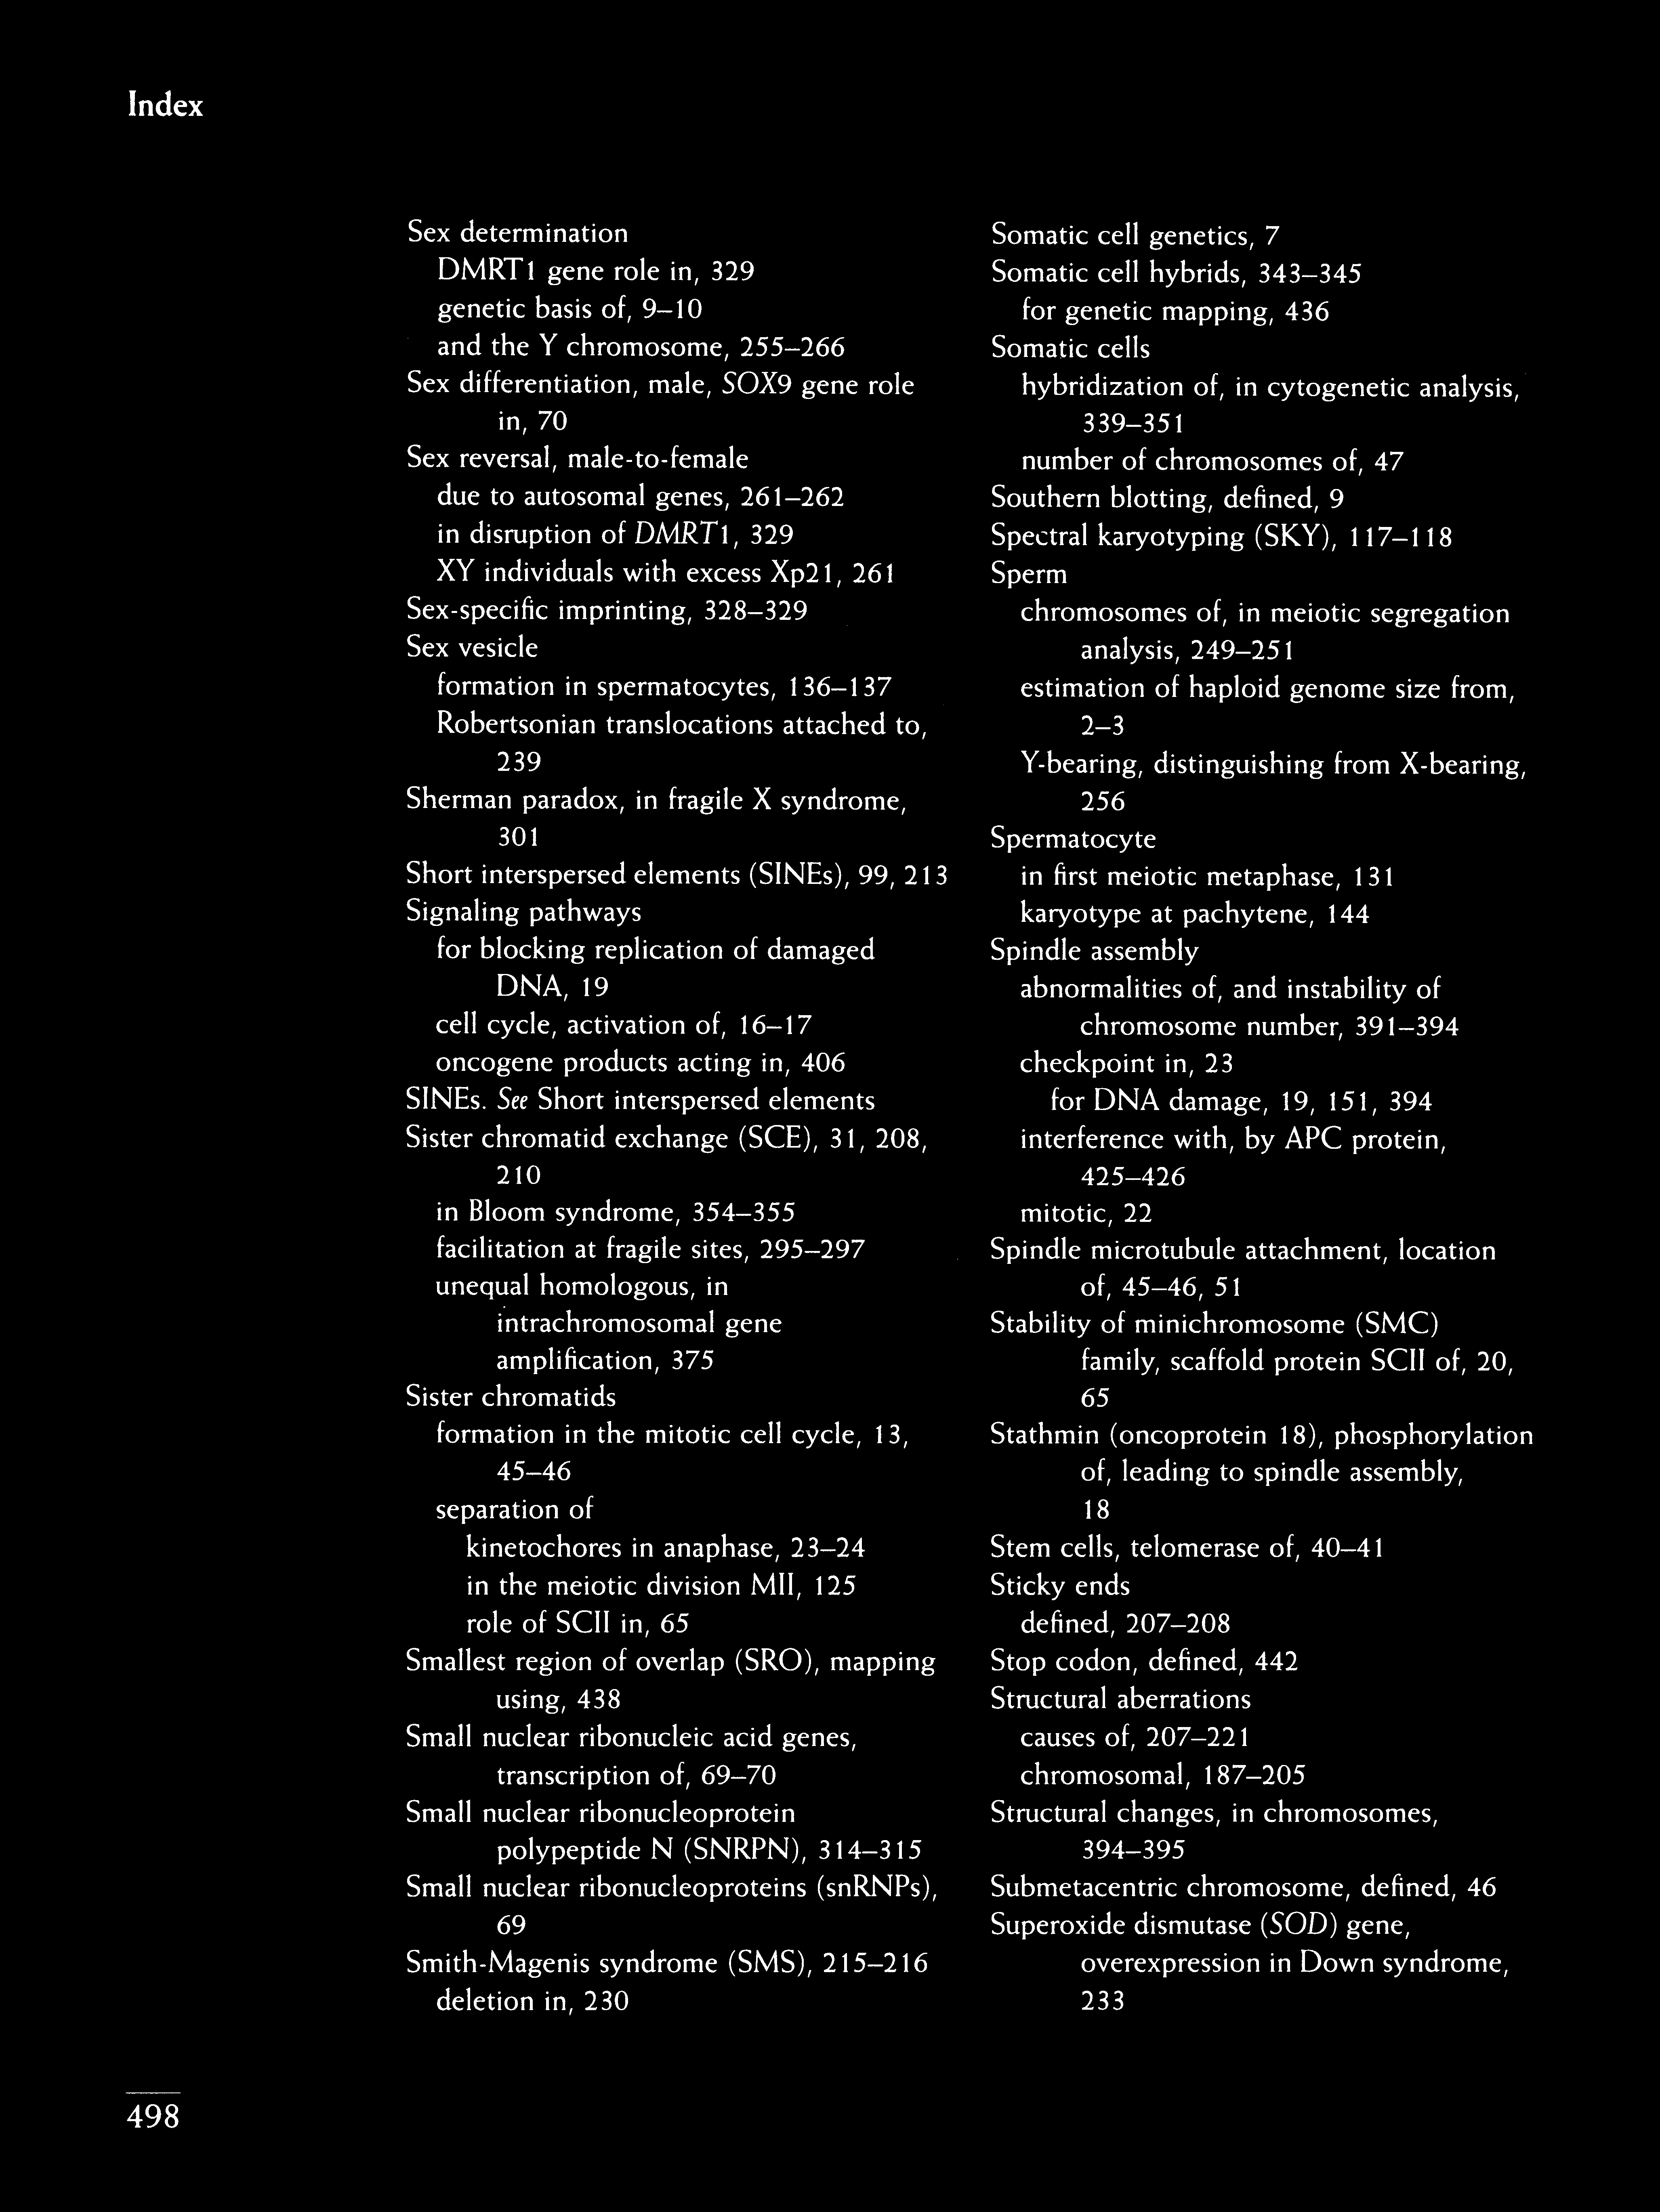 Index
Sex determination
DMRT1 gene role in, 329
genetic basis of, 9–10
and the Y chromosome, 255–266
Sex differentiation, male, SOX9 gene role
in, 70
Sex reversal, male-to-female
due to autosomal genes, 261–262
in disruption of DMRT1, 329
XY individuals with excess Xp21, 261
Sex-specific imprinting, 328–329
Sex vesicle
formation in spermatocytes, 136–137
Robertsonian translocations attached to,
239
Sherman paradox, in fragile X syndrome,
301
Short interspersed elements (SINEs), 99, 213
Signaling pathways
for blocking replication of damaged
DNA, 19
cell cycle, activation of, 16–17
oncogene products acting in, 406
SINEs. See Short interspersed elements
Sister chromatid exchange (SCE), 31, 208,
210
in Bloom syndrome, 354–355
facilitation at fragile sites, 295–297
unequal homologous, in
intrachromosomal gene
amplification, 375
Sister chromatids
formation in the mitotic cell cycle, 13,
45–46
separation of
kinetochores in anaphase, 23–24
in the meiotic division MII, 125
role of SCII in, 65
Smallest region of overlap (SRO), mapping
using, 438
Small nuclear ribonucleic acid genes,
transcription of, 69–70
Small nuclear ribonucleoprotein
polypeptide N (SNRPN), 314–315
Small nuclear ribonucleoproteins (snRNPs),
69
Smith-Magenis syndrome (SMS), 215–216
deletion in, 230
Somatic cell genetics, 7
Somatic cell hybrids, 343–345
for genetic mapping, 436
Somatic cells
hybridization of, in cytogenetic analysis,
339–351
number of chromosomes of, 47
Southern blotting, defined, 9
Spectral karyotyping (SKY), 117–118
Sperm
chromosomes of, in meiotic segregation
analysis, 249–251
estimation of haploid genome size from,
2–3
Y-bearing, distinguishing from X-bearing,
256
Spermatocyte
in first meiotic metaphase, 131
karyotype at pachytene, 144
Spindle assembly
abnormalities of, and instability of
chromosome number, 391–394
checkpoint in, 23
for DNA damage, 19, 151, 394
interference with, by APC protein,
425–426
mitotic, 22
Spindle microtubule attachment, location
of, 45–46, 51
Stability of minichromosome (SMC)
family, scaffold protein SCII of, 20,
65
Stathmin (oncoprotein 18), phosphorylation
of, leading to spindle assembly,
18
Stem cells, telomerase of, 40–41
Sticky ends
defined, 207–208
Stop codon, defined, 442
Structural aberrations
causes of, 207–221
chromosomal, 187–205
Structural changes, in chromosomes,
394–395
Submetacentric chromosome, defined, 46
Superoxide dismutase (SOD) gene,
overexpression in Down syndrome,
233
498